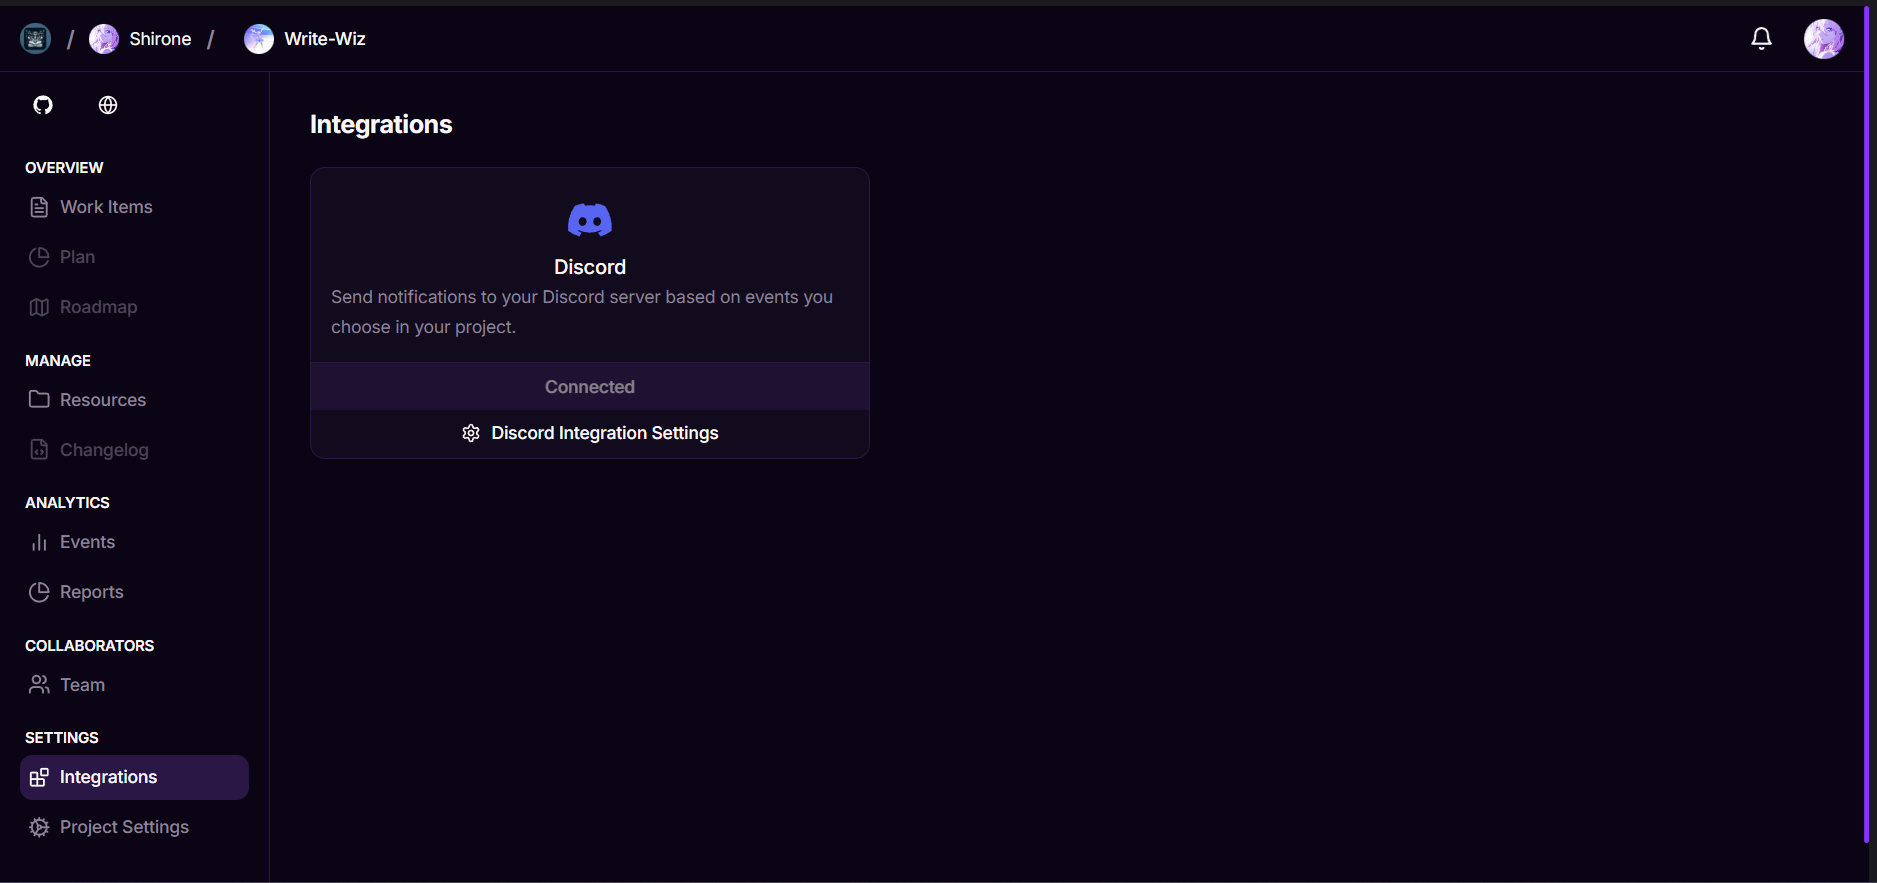 / Shirone / Write-Wiz
OVERVIEW
Work Items
Plan
Roadmap
MANAGE
Resources
Changelog
ANALYTICS
Events
Reports
COLLABORATORS
Team
SETTINGS
Integrations
Project Settings
Integrations
Discord
Send notifications to your Discord server based on events you
choose in your project.
Connected
Discord Integration Settings